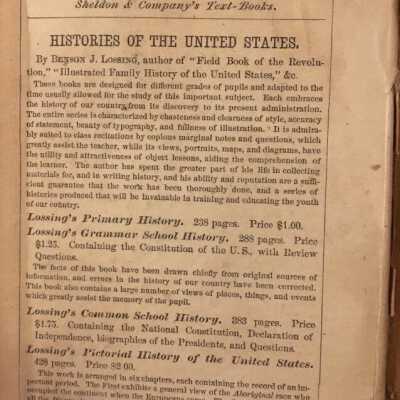 Sheldon & Company's Text-Books.
HISTORIES OF THE UNITED STATES.
By BENSON J. LOSSING, author of “Field Book of the Revolu-
tion,” “Illustrated Family History of the United States,” &c.
These books are designed for different grades of pupils and adapted to the
time usually allowed for the study of this important subject. Each embraces
the history of our country from its discovery to its present administration.
The entire series is characterized by chasteness and clearness of style, accuracy
of statement, beauty of typography, and fullness of illustration. It is admira-
bly suited to class recitations by copious marginal notes and questions, which
greatly assist the teacher, while its views, portraits, maps, and diagrams, have
the utility and attractiveness of object lessons, aiding the comprehension of
the learner. The author has spent the greater part of his life in collecting
materials for, and in writing history, and his ability and reputation are a suffi-
cient guarantee that the work has been thoroughly done, and a series of
histories produced that will be invaluable in training and educating the youth
of our country.
Lossing's Primary History. 238 pages. Price $1.00.
Lossing's Grammar School History. 288 pages. Price
$1.25. Containing the Constitution of the U. S., with Review
Questions.
The facts of this book have been drawn chiefly from original sources of
information, and errors in the history of our country have been corrected.
This book also contains a large number of views of places, things, and events
which greatly assist the memory of the pupil.
Lossing's Common School History. 383 pages. Price
$1.75. Containing the National Constitution, Declaration of
Independence, biographies of the Presidents, and Questions.
Lossing's Pictorial History of the United States.
428 pages. Price $2.00.
This work is arranged in six chapters, each containing the record of an im-
portant period. The First exhibits a general view of the Aboriginal race who
occupied the continent when the Europeans came.